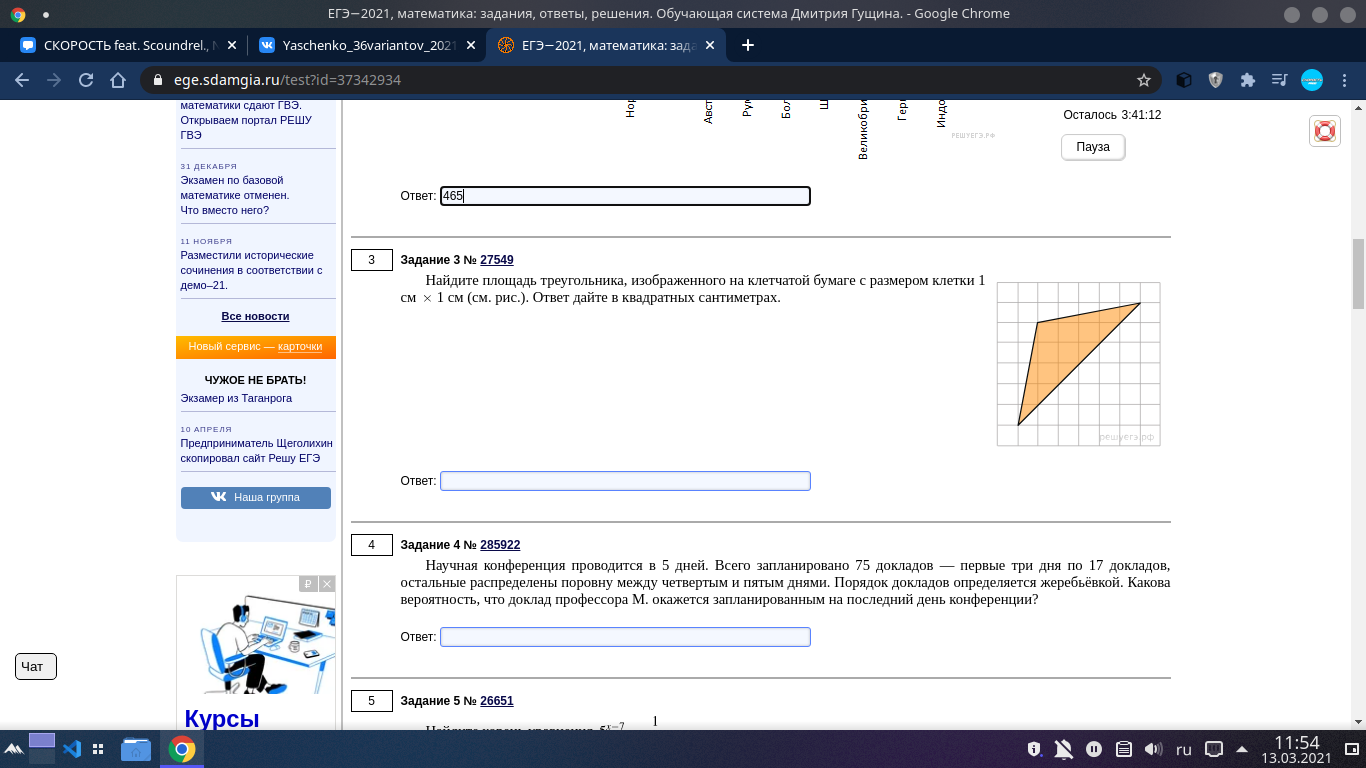 ЕГЭ−2021, математика: задания, ответы, решения. Обучающая система Дмитрия Гущина. - Google Chrome
СКОРОСТЬ feat. Scoundrel.,
Yaschenko_36variantov_2021
ЕГЭ−2021, математика: зада
ege.sdamgia.ru/test?id=37342934
математики сдают ГВЭ.
Открываем портал РЕШУ
ГВЭ
31 ДЕКАБРЯ
Экзамен по базовой
математике отменен.
Что вместо него?
11 НОЯБРЯ
Разместили исторические
сочинения в соответствии с
демо–21.
Все новости
Новый сервис — карточки
ЧУЖОЕ НЕ БРАТЬ!
Экзамер из Таганрога
10 АПРЕЛЯ
Предприниматель Щеголихин
скопировал сайт Решу ЕГЭ
Наша группа
₽
Курсы
Чат
Нор
Авст
Рум
Бол
Ш
Великобри
Гер
Индо
РЕШУЕГЭ.РФ
Осталось 3:41:12
Пауза
Ответ: 465
3
Задание 3 № 27549
Найдите площадь треугольника, изображенного на клетчатой бумаге с размером клетки 1
см × 1 см (см. рис.). Ответ дайте в квадратных сантиметрах.
решуегэ.рф
Ответ:
4
Задание 4 № 285922
Научная конференция проводится в 5 дней. Всего запланировано 75 докладов — первые три дня по 17 докладов,
остальные распределены поровну между четвертым и пятым днями. Порядок докладов определяется жеребьёвкой. Какова
вероятность, что доклад профессора М. окажется запланированным на последний день конференции?
Ответ:
5
Задание 5 № 26651
Найдите корень уравнения 5^{x−7} 1
ru
11:54
13.03.2021